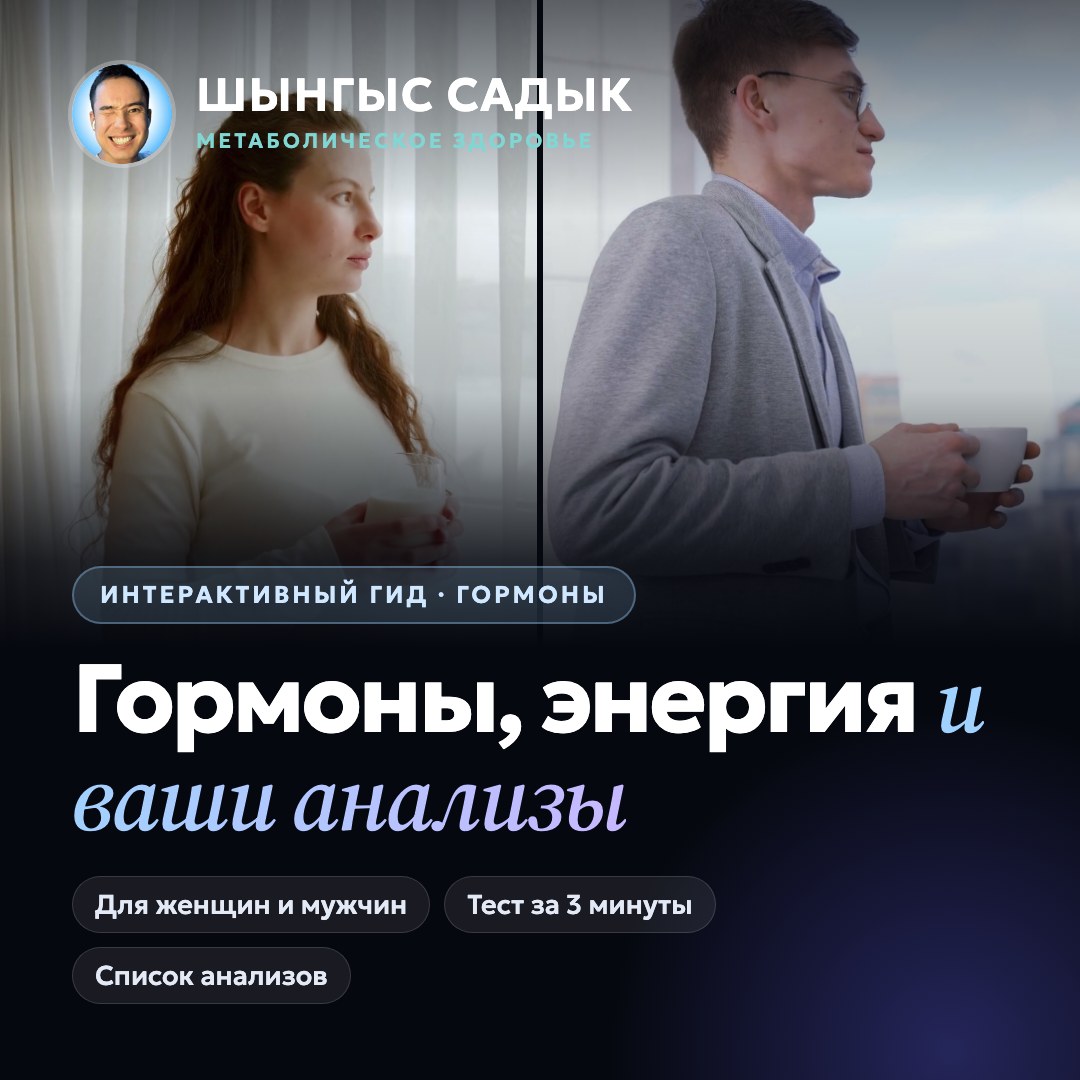 ШЫНГЫС САДЫК
МЕТАБОЛИЧЕСКОЕ ЗДОРОВЬЕ
ИНТЕРАКТИВНЫЙ ГИД · ГОРМОНЫ
Гормоны, энергия и
ваши анализы
Для женщин и мужчин
Тест за 3 минуты
Список анализов